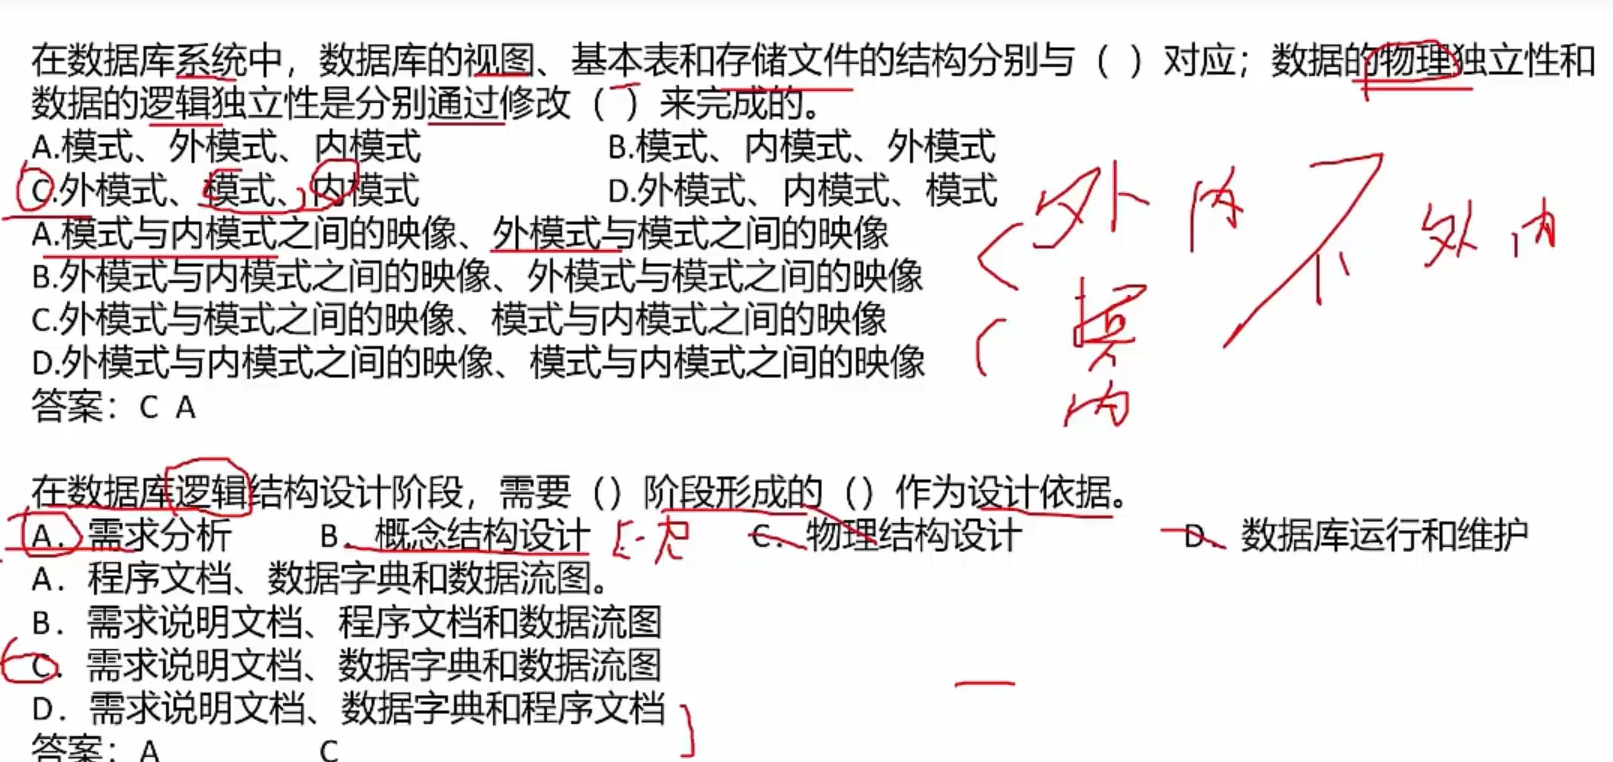 在数据库系统中，数据库的视图、基本表和存储文件的结构分别与（ ）对应；数据的物理独立性和
数据的逻辑独立性是分别通过修改（ ）来完成的。
A.模式、外模式、内模式 B.模式、内模式、外模式
C.外模式、模式、内模式 D.外模式、内模式、模式
A.模式与内模式之间的映像、外模式与模式之间的映像
B.外模式与内模式之间的映像、外模式与模式之间的映像
C.外模式与模式之间的映像、模式与内模式之间的映像
D.外模式与内模式之间的映像、模式与内模式之间的映像
答案：C A
外 内 外 内
模
内
在数据库逻辑结构设计阶段，需要（）阶段形成的（）作为设计依据。
A．需求分析 B．概念结构设计 E-R C．物理结构设计 D．数据库运行和维护
A．程序文档、数据字典和数据流图。
B．需求说明文档、程序文档和数据流图
C．需求说明文档、数据字典和数据流图
D．需求说明文档、数据字典和程序文档
答案：A C